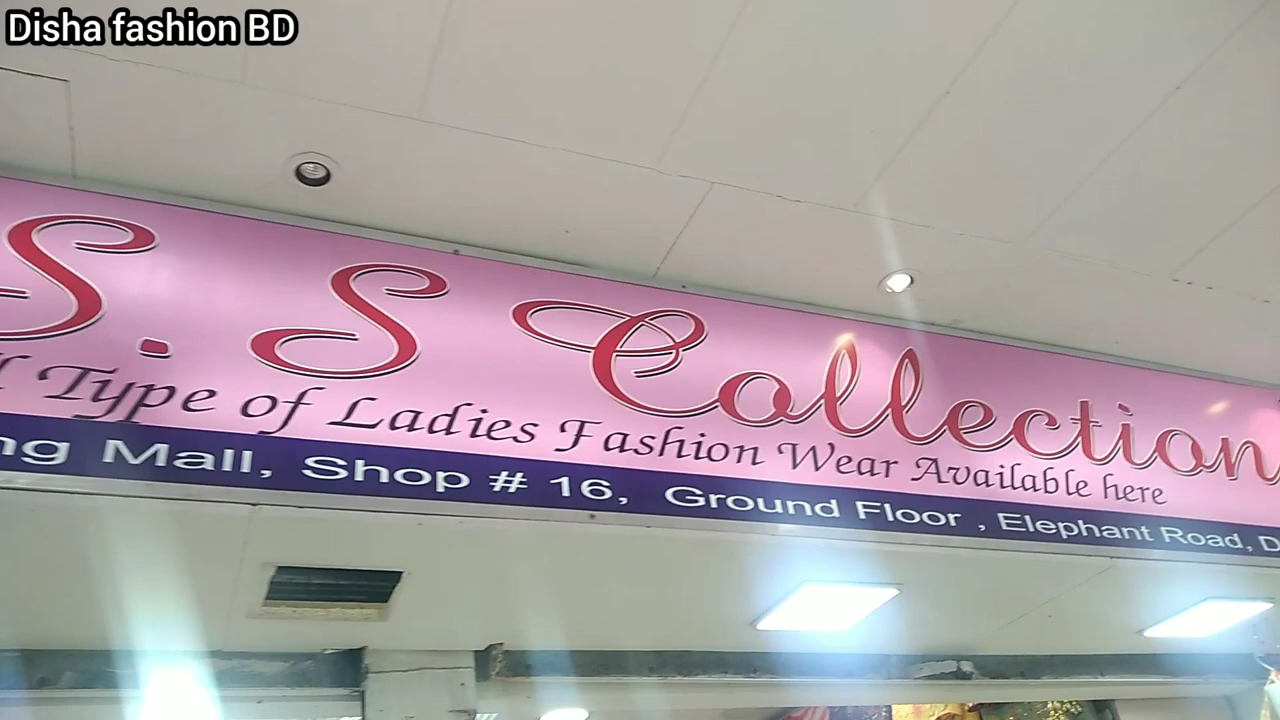 Disha fashion BD
S. S Collection
Type of Ladies Fashion Wear Available here
Mall, Shop # 16, Ground Floor , Elephant Road,